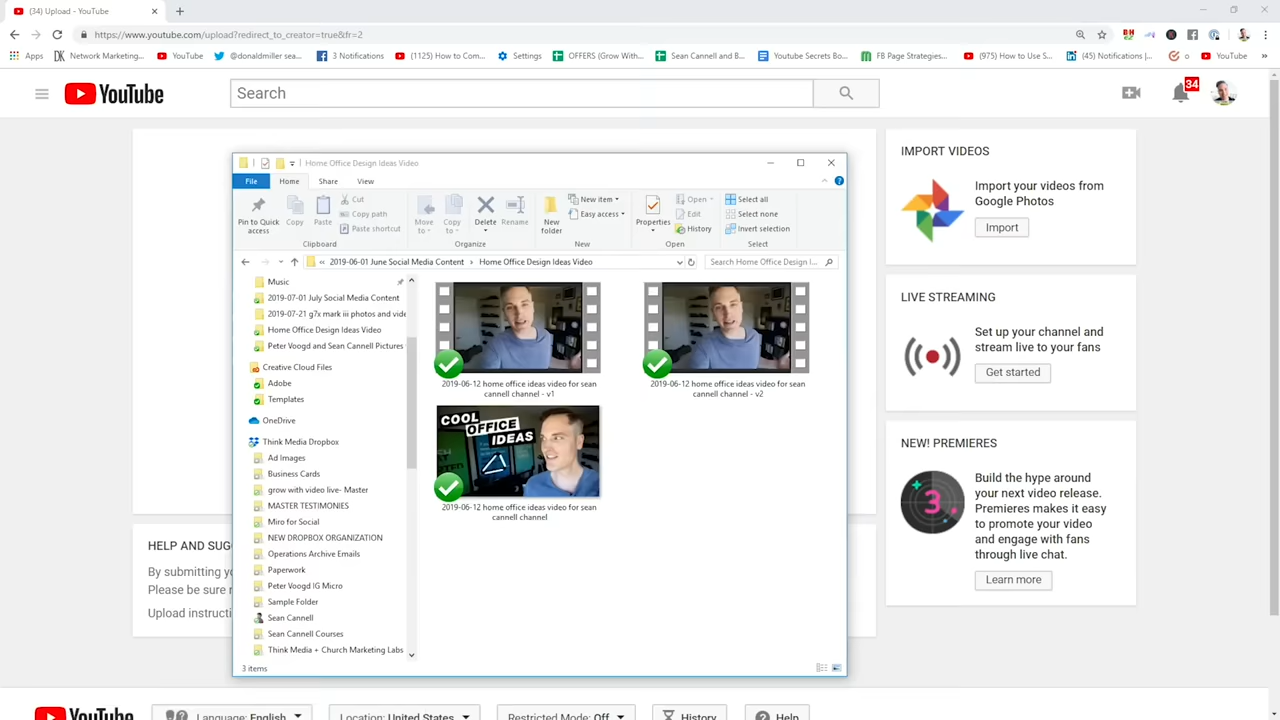 (34) Upload - YouTube
https://www.youtube.com/upload?redirect_to_creator=true&fr=2
Apps
Network Marketing...
YouTube
@donaldmiller sea...
3 Notifications
(1125) How to Com...
Settings
OFFERS (Grow With...
Sean Cannell and B...
Youtube Secrets Bo...
FB Page Strategies...
(975) How to Use S...
(45) Notifications |...
YouTube
YouTube
Search
34
Home Office Design Ideas Video
File
Home
Share
View
Pin to Quick access
Copy
Paste
Cut
Copy path
Paste shortcut
Clipboard
Move to
Copy to
Delete
Rename
Organize
New folder
New item
Easy access
New
Properties
Open
Edit
History
Open
Select all
Select none
Invert selection
Select
« 2019-06-01 June Social Media Content > Home Office Design Ideas Video
Search Home Office Design I...
Music
2019-07-01 July Social Media Content
2019-07-21 g7x mark iii photos and vide
Home Office Design Ideas Video
Peter Voogd and Sean Cannell Pictures
Creative Cloud Files
Adobe
Templates
OneDrive
Think Media Dropbox
Ad Images
Business Cards
grow with video live- Master
MASTER TESTIMONIES
Miro for Social
NEW DROPBOX ORGANIZATION
Operations Archive Emails
Paperwork
Peter Voogd IG Micro
Sample Folder
Sean Cannell
Sean Cannell Courses
Think Media + Church Marketing Labs
3 items
2019-06-12 home office ideas video for sean
cannell channel - v1
2019-06-12 home office ideas video for sean
cannell channel - v2
COOL
OFFICE
IDEAS
2019-06-12 home office ideas video for sean
cannell channel
IMPORT VIDEOS
Import your videos from
Google Photos
Import
LIVE STREAMING
Set up your channel and
stream live to your fans
Get started
NEW! PREMIERES
3
Build the hype around
your next video release.
Premieres makes it easy
to promote your video
and engage with fans
through live chat.
Learn more
HELP AND SUG
By submitting yo
Please be sure n
Upload instructi
YouTube
Language: English
Location: United States
Restricted Mode: Off
History
Help